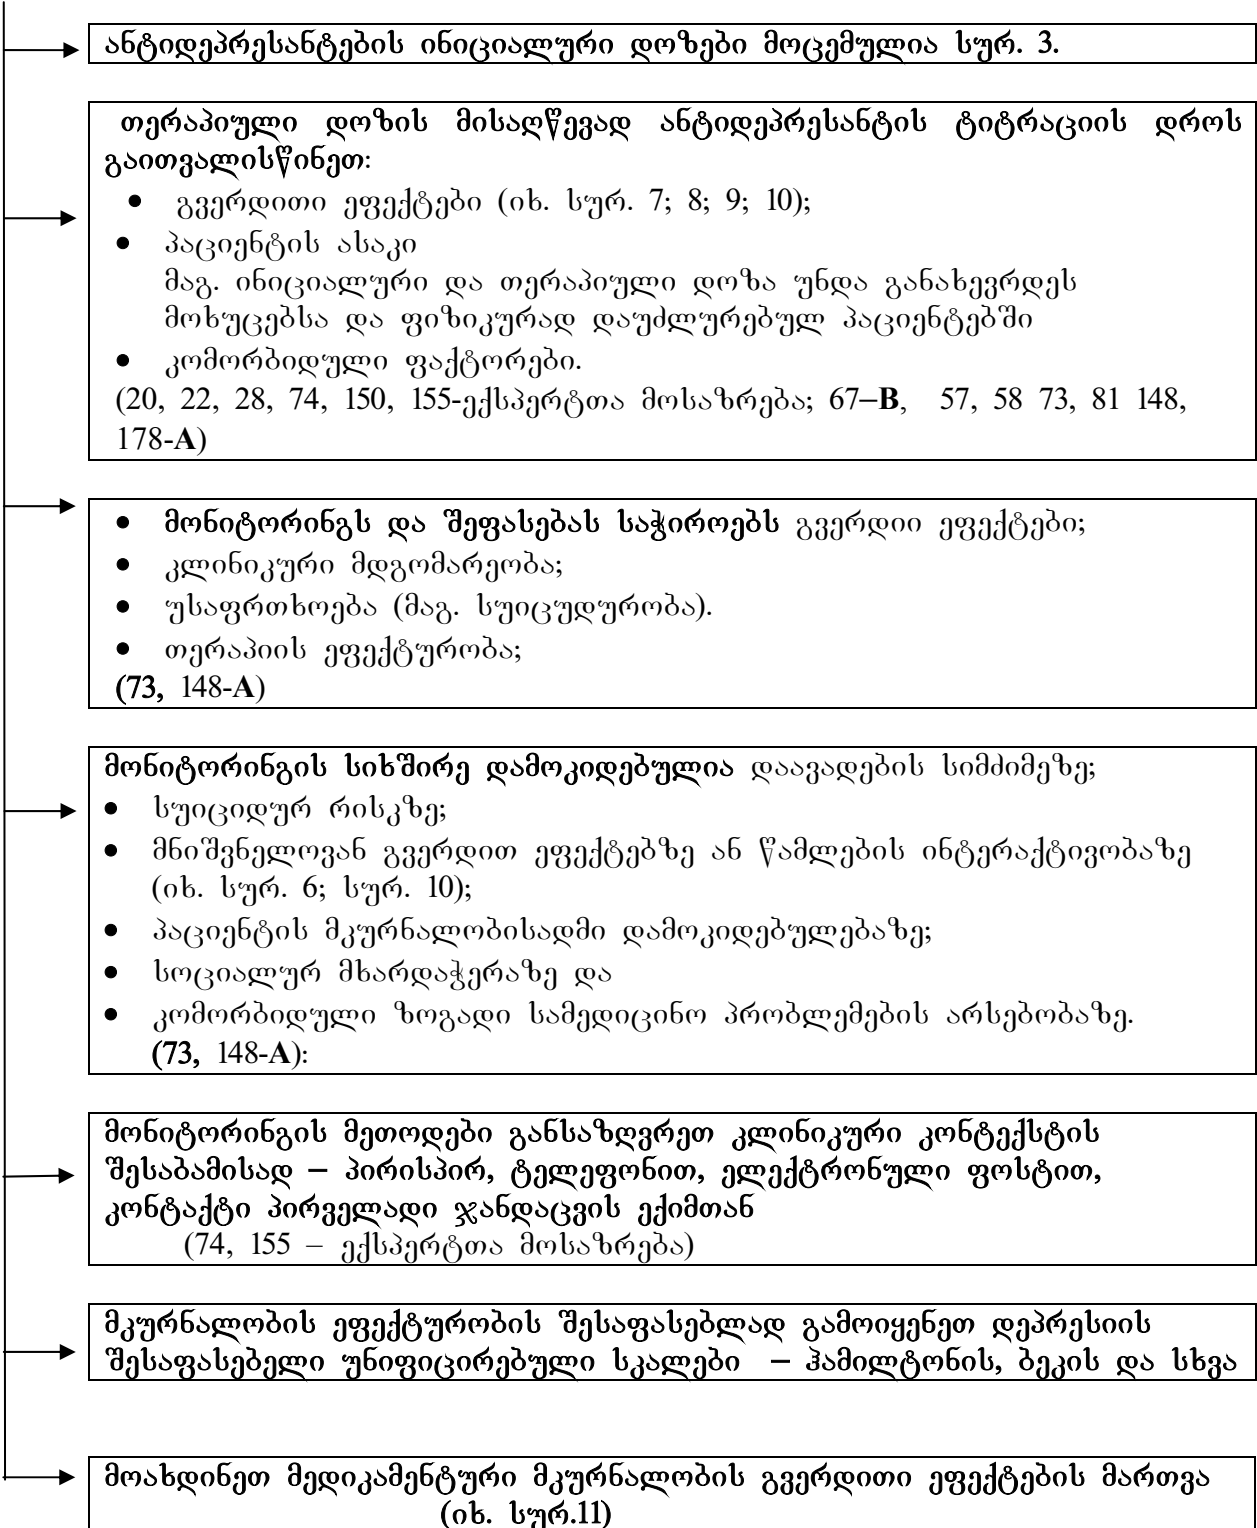 ანტიდეპრესანტების ინიციალური დოზები მოცემულია სურ. 3.
თერაპიული დოზის მისაღწევად ანტიდეპრესანტის ტიტრაციის დროს
გაითვალისწინეთ:
• გვერდითი ეფექტები (იხ. სურ. 7; 8; 9; 10);
• პაციენტის ასაკი
მაგ. ინიციალური და თერაპიული დოზა უნდა განახევრდეს
მოხუცებსა და ფიზიკურად დაუძლურებულ პაციენტებში
• კომორბიდული ფაქტორები.
(20, 22, 28, 74, 150, 155-ექსპერტთა მოსაზრება; 67–B, 57, 58 73, 81 148,
178-A)
• მონიტორინგს და შეფასებას საჭიროებს გვერდიი ეფექტები;
• კლინიკური მდგომარეობა;
• უსაფრთხოება (მაგ. სუიცუდურობა).
• თერაპიის ეფექტურობა;
(73, 148-A)
მონიტორინგის სიხშირე დამოკიდებულია დაავადების სიმძიმეზე;
• სუიციდურ რისკზე;
• მნიშვნელოვან გვერდით ეფექტებზე ან წამლების ინტერაქტივობაზე
(იხ. სურ. 6; სურ. 10);
• პაციენტის მკურნალობისადმი დამოკიდებულებაზე;
• სოციალურ მხარდაჭერაზე და
• კომორბიდული ზოგადი სამედიცინო პრობლემების არსებობაზე.
(73, 148-A):
მონიტორინგის მეთოდები განსაზღვრეთ კლინიკური კონტექსტის
შესაბამისად – პირისპირ, ტელეფონით, ელექტრონული ფოსტით,
კონტაქტი პირველადი ჯანდაცვის ექიმთან
(74, 155 – ექსპერტთა მოსაზრება)
მკურნალობის ეფექტურობის შესაფასებლად გამოიყენეთ დეპრესიის
შესაფასებელი უნიფიცირებული სკალები – ჰამილტონის, ბეკის და სხვა
მოახდინეთ მედიკამენტური მკურნალობის გვერდითი ეფექტების მართვა
(იხ. სურ.11)